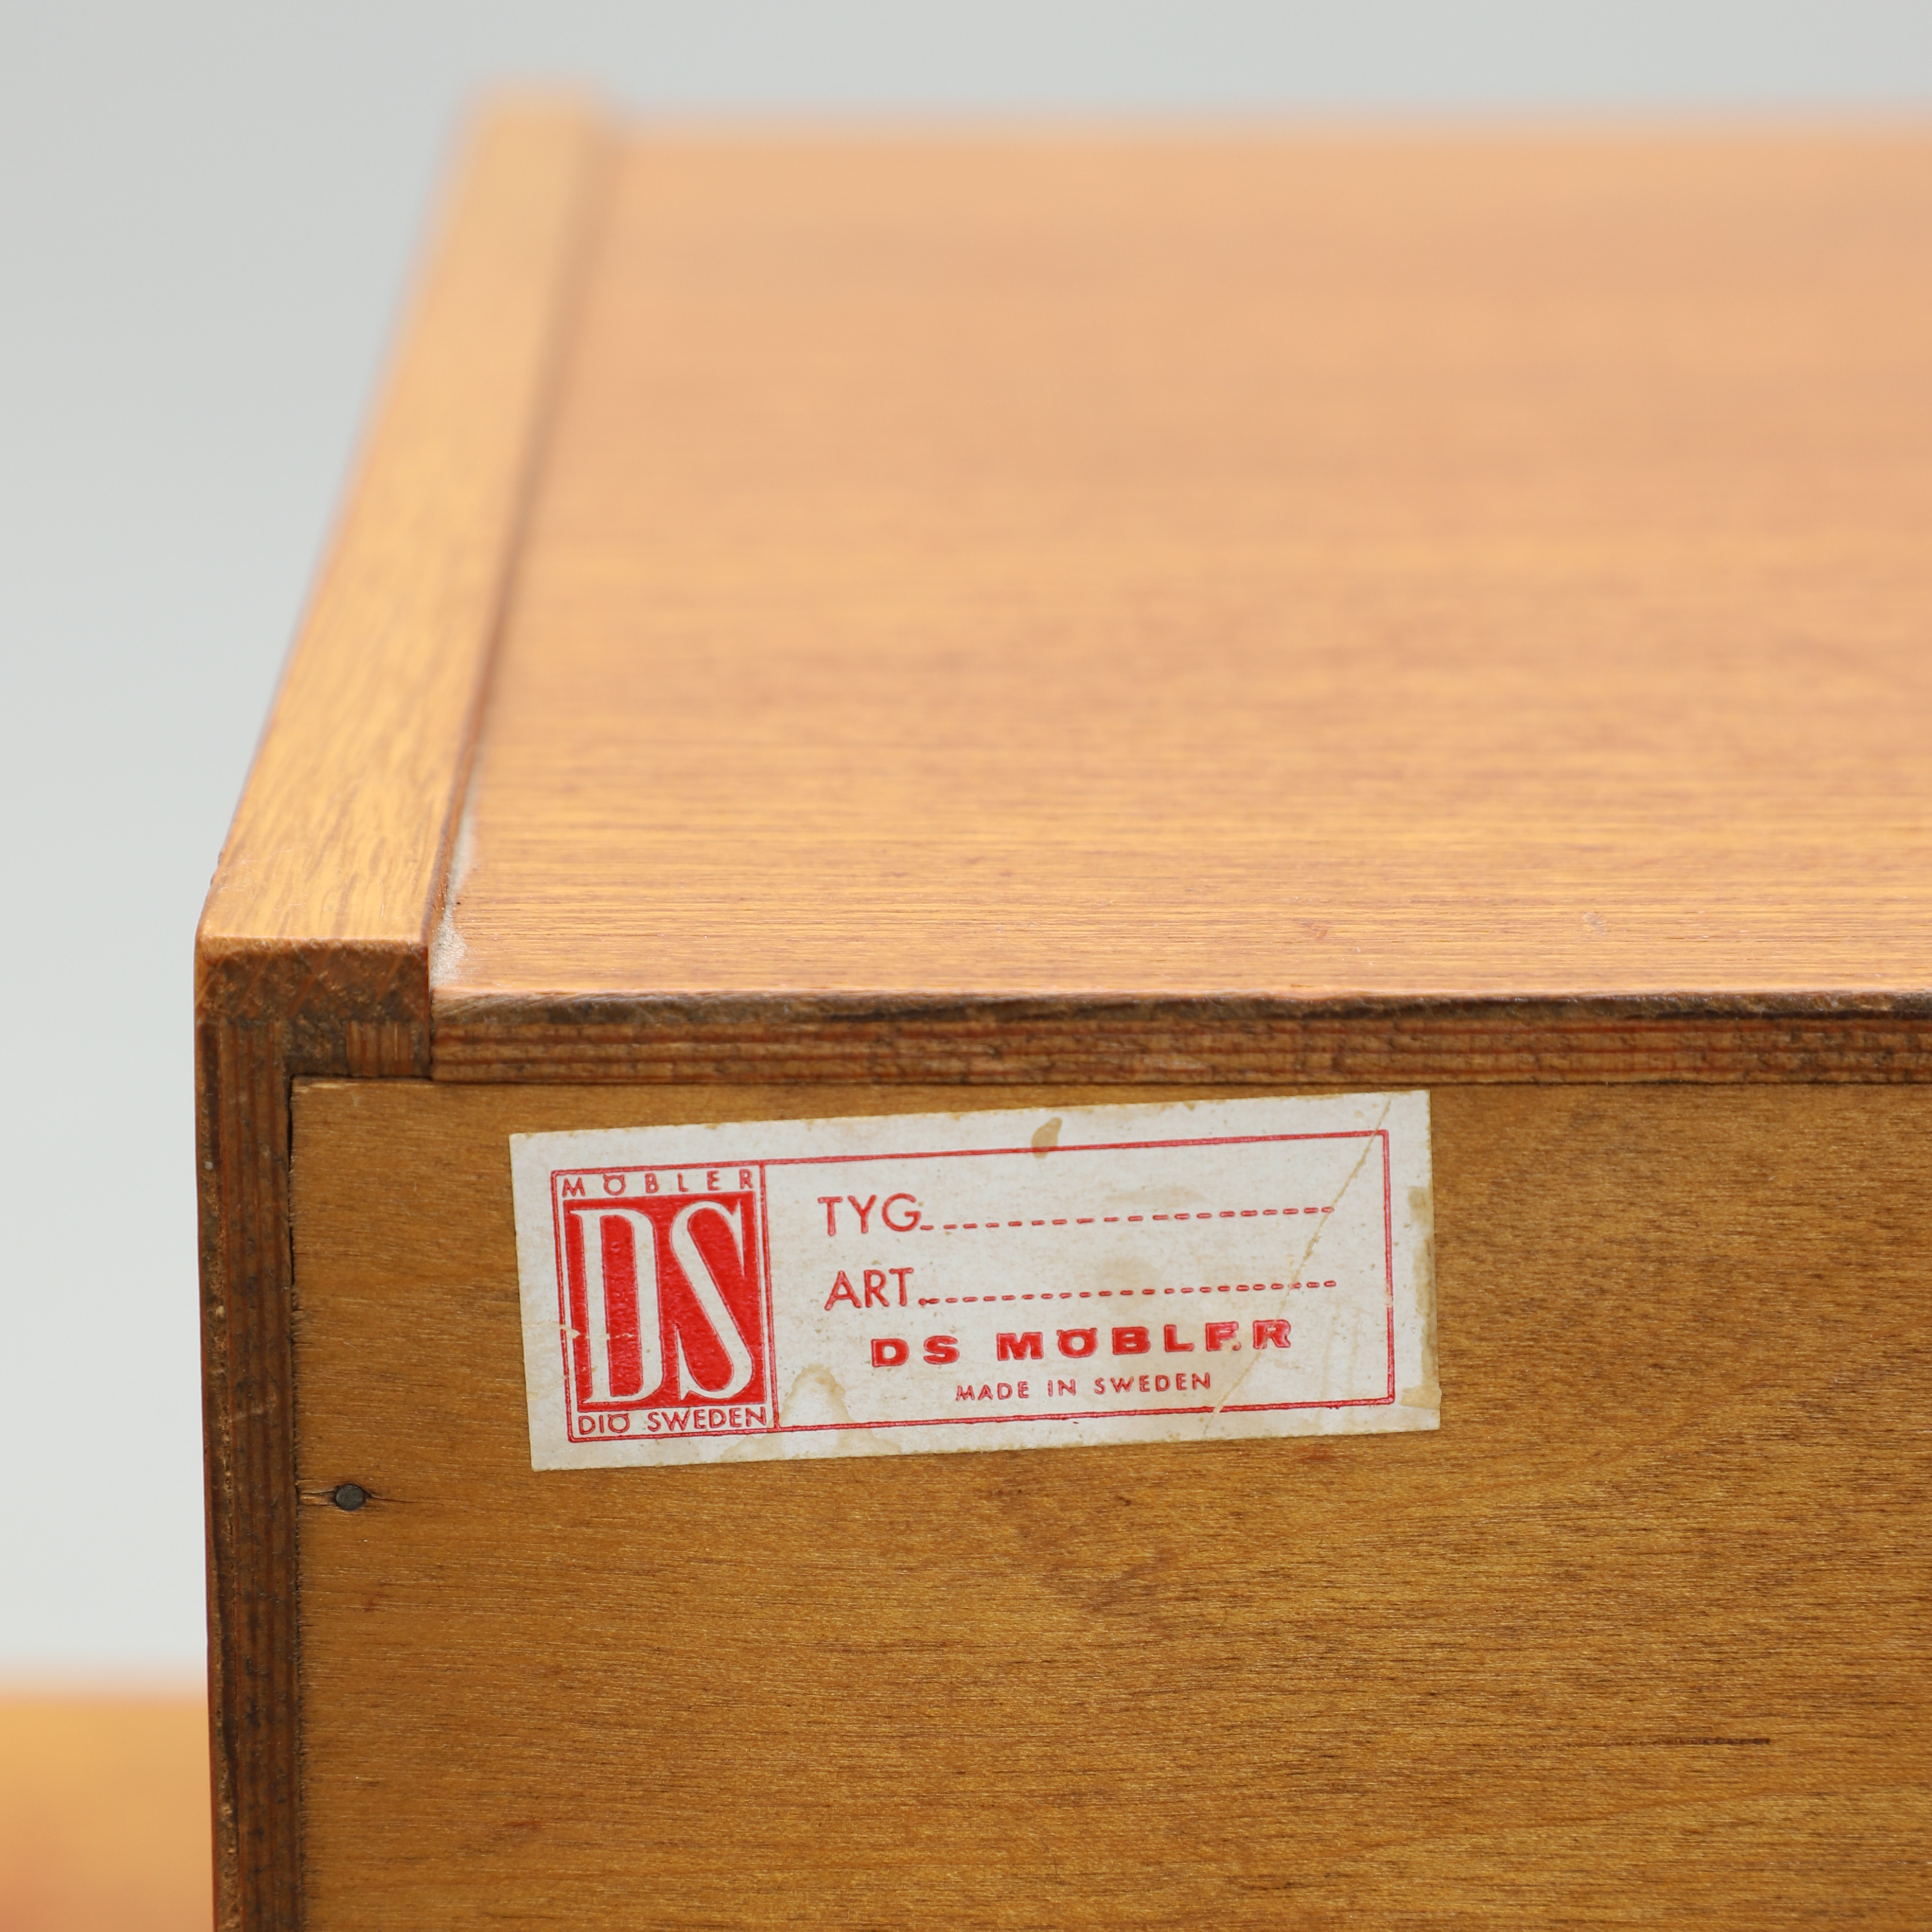 MÖBLER
DS
DIÖ SWEDEN
TYG
ART.
DS MÖBLER
MADE IN SWEDEN